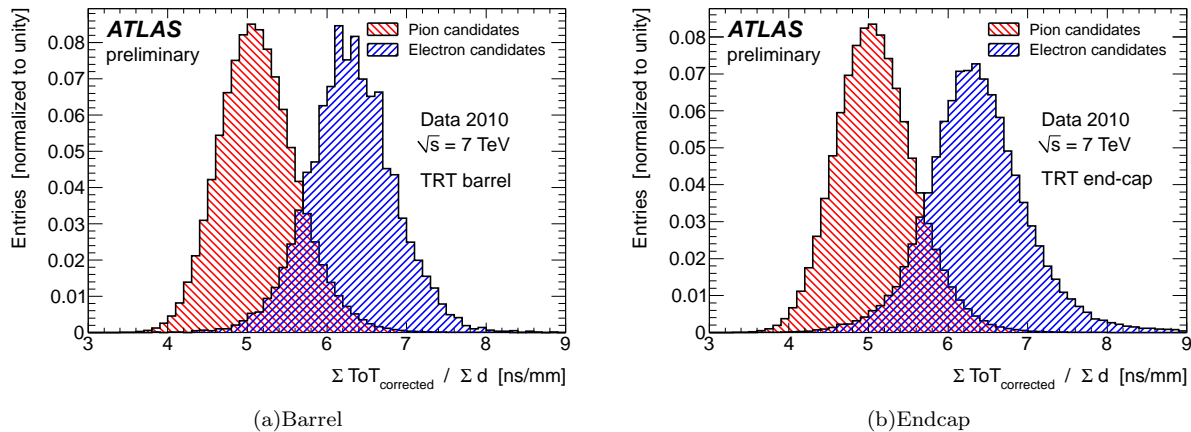 ATLAS
preliminary
Pion candidates
Electron candidates
Data 2010
√s = 7 TeV
TRT barrel
Entries [normalized to unity]
0.08
0.07
0.06
0.05
0.04
0.03
0.02
0.01
0
3 4 5 6 7 8 9
Σ ToT_corrected / Σ d [ns/mm]
(a)Barrel
ATLAS
preliminary
Pion candidates
Electron candidates
Data 2010
√s = 7 TeV
TRT end-cap
Entries [normalized to unity]
0.08
0.07
0.06
0.05
0.04
0.03
0.02
0.01
0
3 4 5 6 7 8 9
Σ ToT_corrected / Σ d [ns/mm]
(b)Endcap